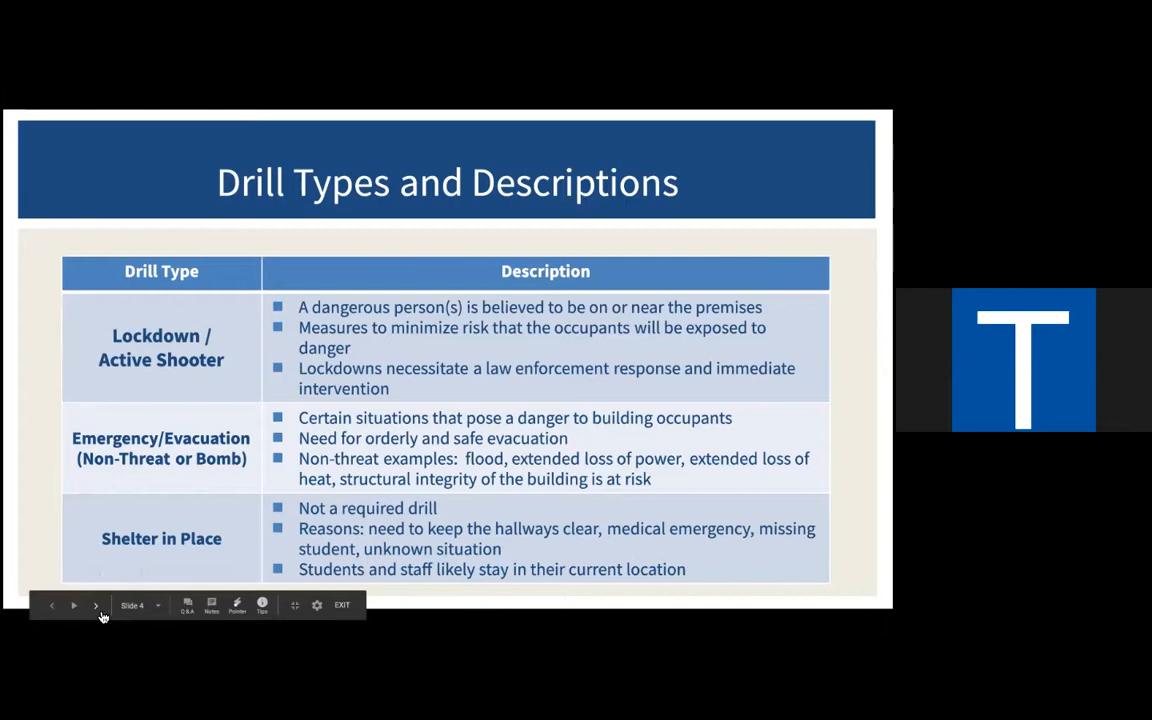 Drill Types and Descriptions
Drill Type
Description
Lockdown /
Active Shooter
A dangerous person(s) is believed to be on or near the premises
Measures to minimize risk that the occupants will be exposed to
danger
Lockdowns necessitate a law enforcement response and immediate
intervention
Emergency/Evacuation
(Non-Threat or Bomb)
Certain situations that pose a danger to building occupants
Need for orderly and safe evacuation
Non-threat examples: flood, extended loss of power, extended loss of
heat, structural integrity of the building is at risk
Shelter in Place
Not a required drill
Reasons: need to keep the hallways clear, medical emergency, missing
student, unknown situation
Students and staff likely stay in their current location
Slide 4
Q&A
Notes
Pointer
Tips
EXIT
T